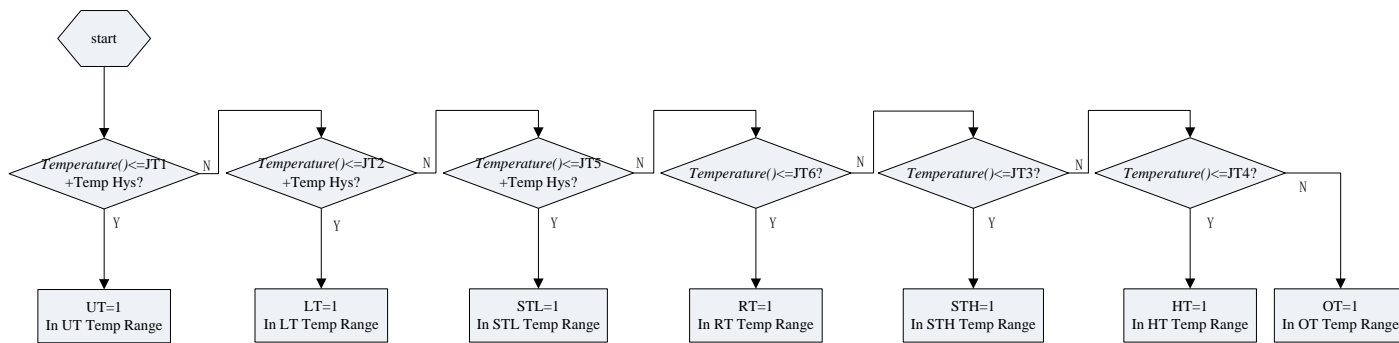 start
Temperature()<=JT1
+Temp Hys?
N
Temperature()<=JT2
+Temp Hys?
N
Temperature()<=JT5
+Temp Hys?
N
Temperature()<=JT6?
N
Temperature()<=JT3?
N
Temperature()<=JT4?
N
Y
Y
Y
Y
Y
Y
UT=1
In UT Temp Range
LT=1
In LT Temp Range
STL=1
In STL Temp Range
RT=1
In RT Temp Range
STH=1
In STH Temp Range
HT=1
In HT Temp Range
OT=1
In OT Temp Range